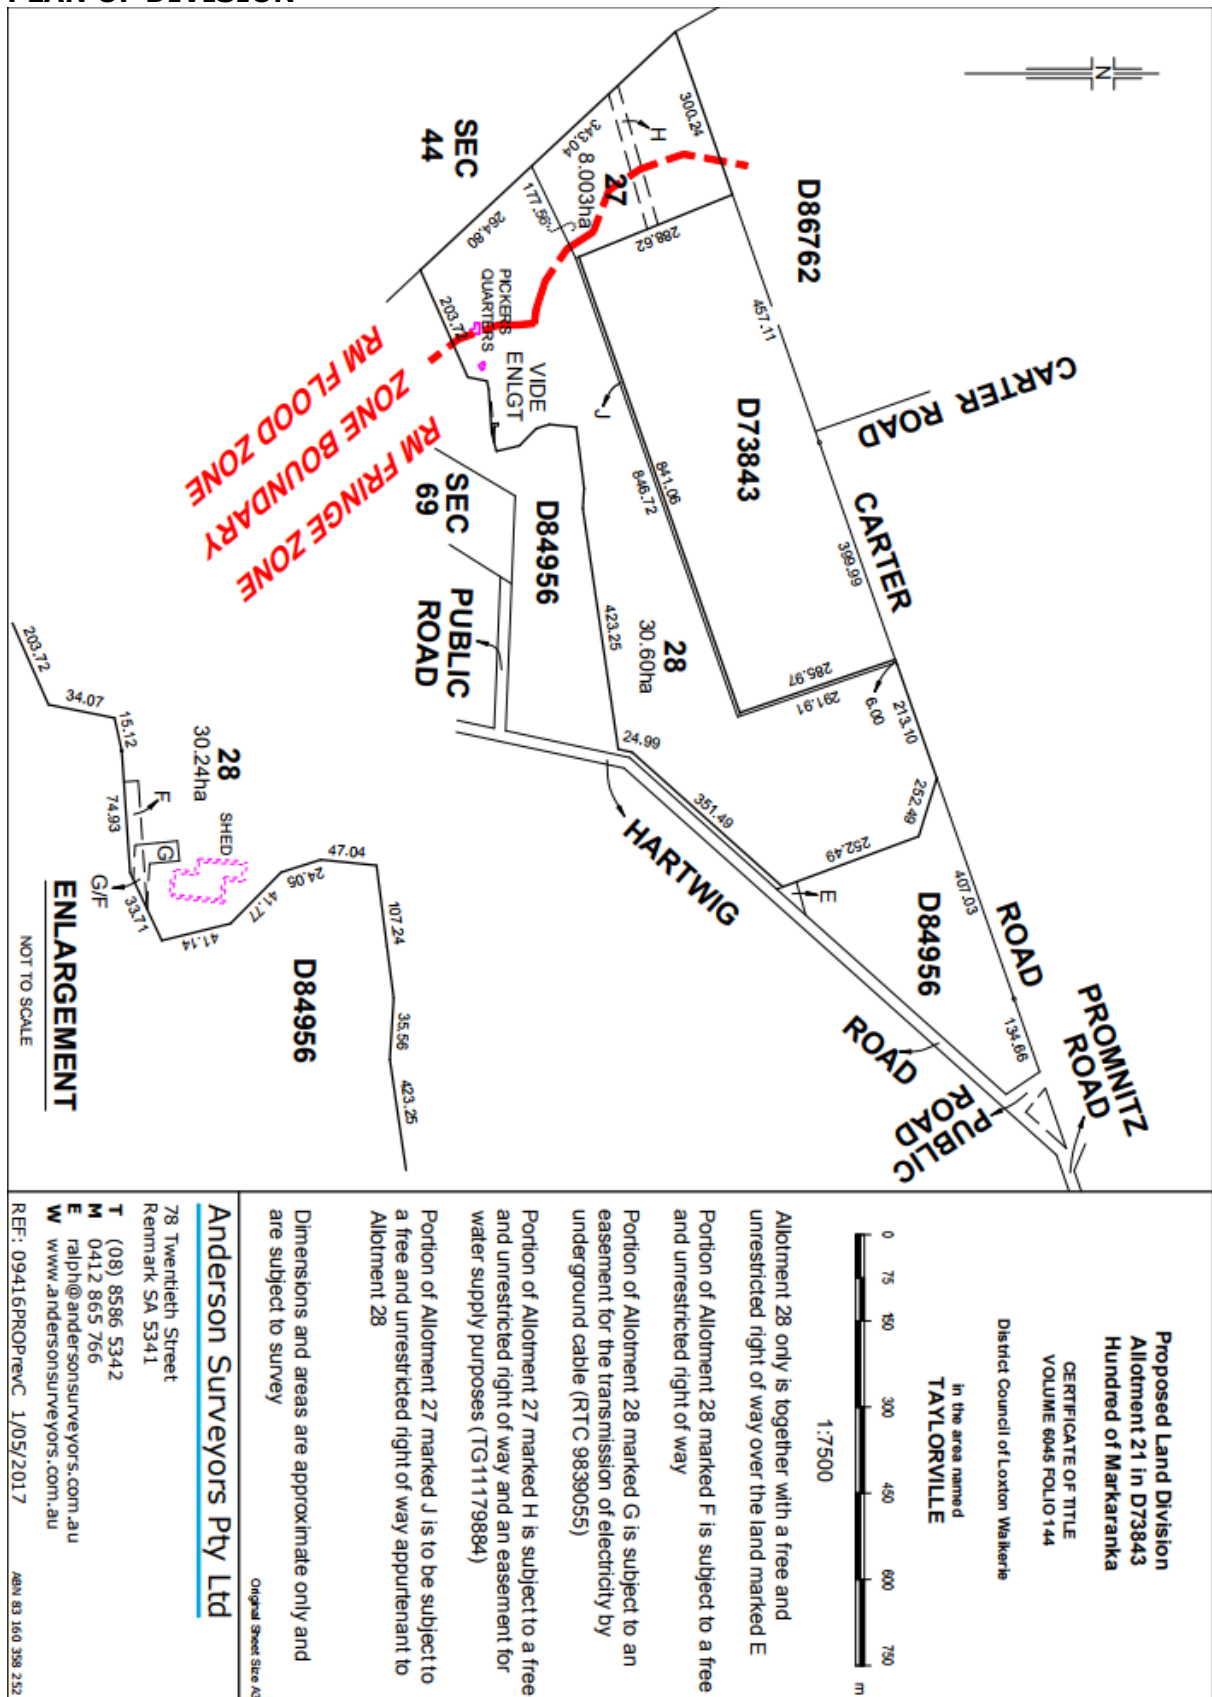 PLAN OF DIVISION
N
D86762
300.24
H
343.04
27
8.003ha
SEC
44
177.56
J
264.80
288.62
457.11
CARTER ROAD
D73843
PICKERS
QUARTERS
203.72
VIDE
ENLGT
J
841.06
846.72
CARTER
399.99
RM FLOOD ZONE
ZONE BOUNDARY
RM FRINGE ZONE
SEC
69
D84956
PUBLIC
ROAD
423.25
28
30.60ha
285.97
291.91
6.00
213.10
24.99
351.49
252.49
252.49
E
HARTWIG
D84956
407.03
ROAD
134.66
ROAD
PUBLIC
ROAD
PROMNITZ
ROAD
203.72
34.07
15.12
28
30.24ha
74.93
F
G
G/F
SHED
33.71
41.14
41.77
24.05
47.04
107.24
35.56
423.25
D84956
ENLARGEMENT
NOT TO SCALE
Proposed Land Division
Allotment 21 in D73843
Hundred of Markaranka
CERTIFICATE OF TITLE
VOLUME 6045 FOLIO 144
District Council of Loxton Waikerie
in the area named
TAYLORVILLE
0 75 150 300 450 600 750 m
1:7500
Allotment 28 only is together with a free and
unrestricted right of way over the land marked E
Portion of Allotment 28 marked F is subject to a free
and unrestricted right of way
Portion of Allotment 28 marked G is subject to an
easement for the transmission of electricity by
underground cable (RTC 9839055)
Portion of Allotment 27 marked H is subject to a free
and unrestricted right of way and an easement for
water supply purposes (TG11179884)
Portion of Allotment 27 marked J is to be subject to
a free and unrestricted right of way appurtenant to
Allotment 28
Dimensions and areas are approximate only and
are subject to survey
Original Sheet Size A3
Anderson Surveyors Pty Ltd
78 Twentieth Street
Renmark SA 5341
T (08) 8586 5342
M 0412 865 766
E ralph@andersonsurveyors.com.au
W www.andersonsurveyors.com.au
REF: 09416PROPrevC 1/05/2017
ABN 83 160 358 252